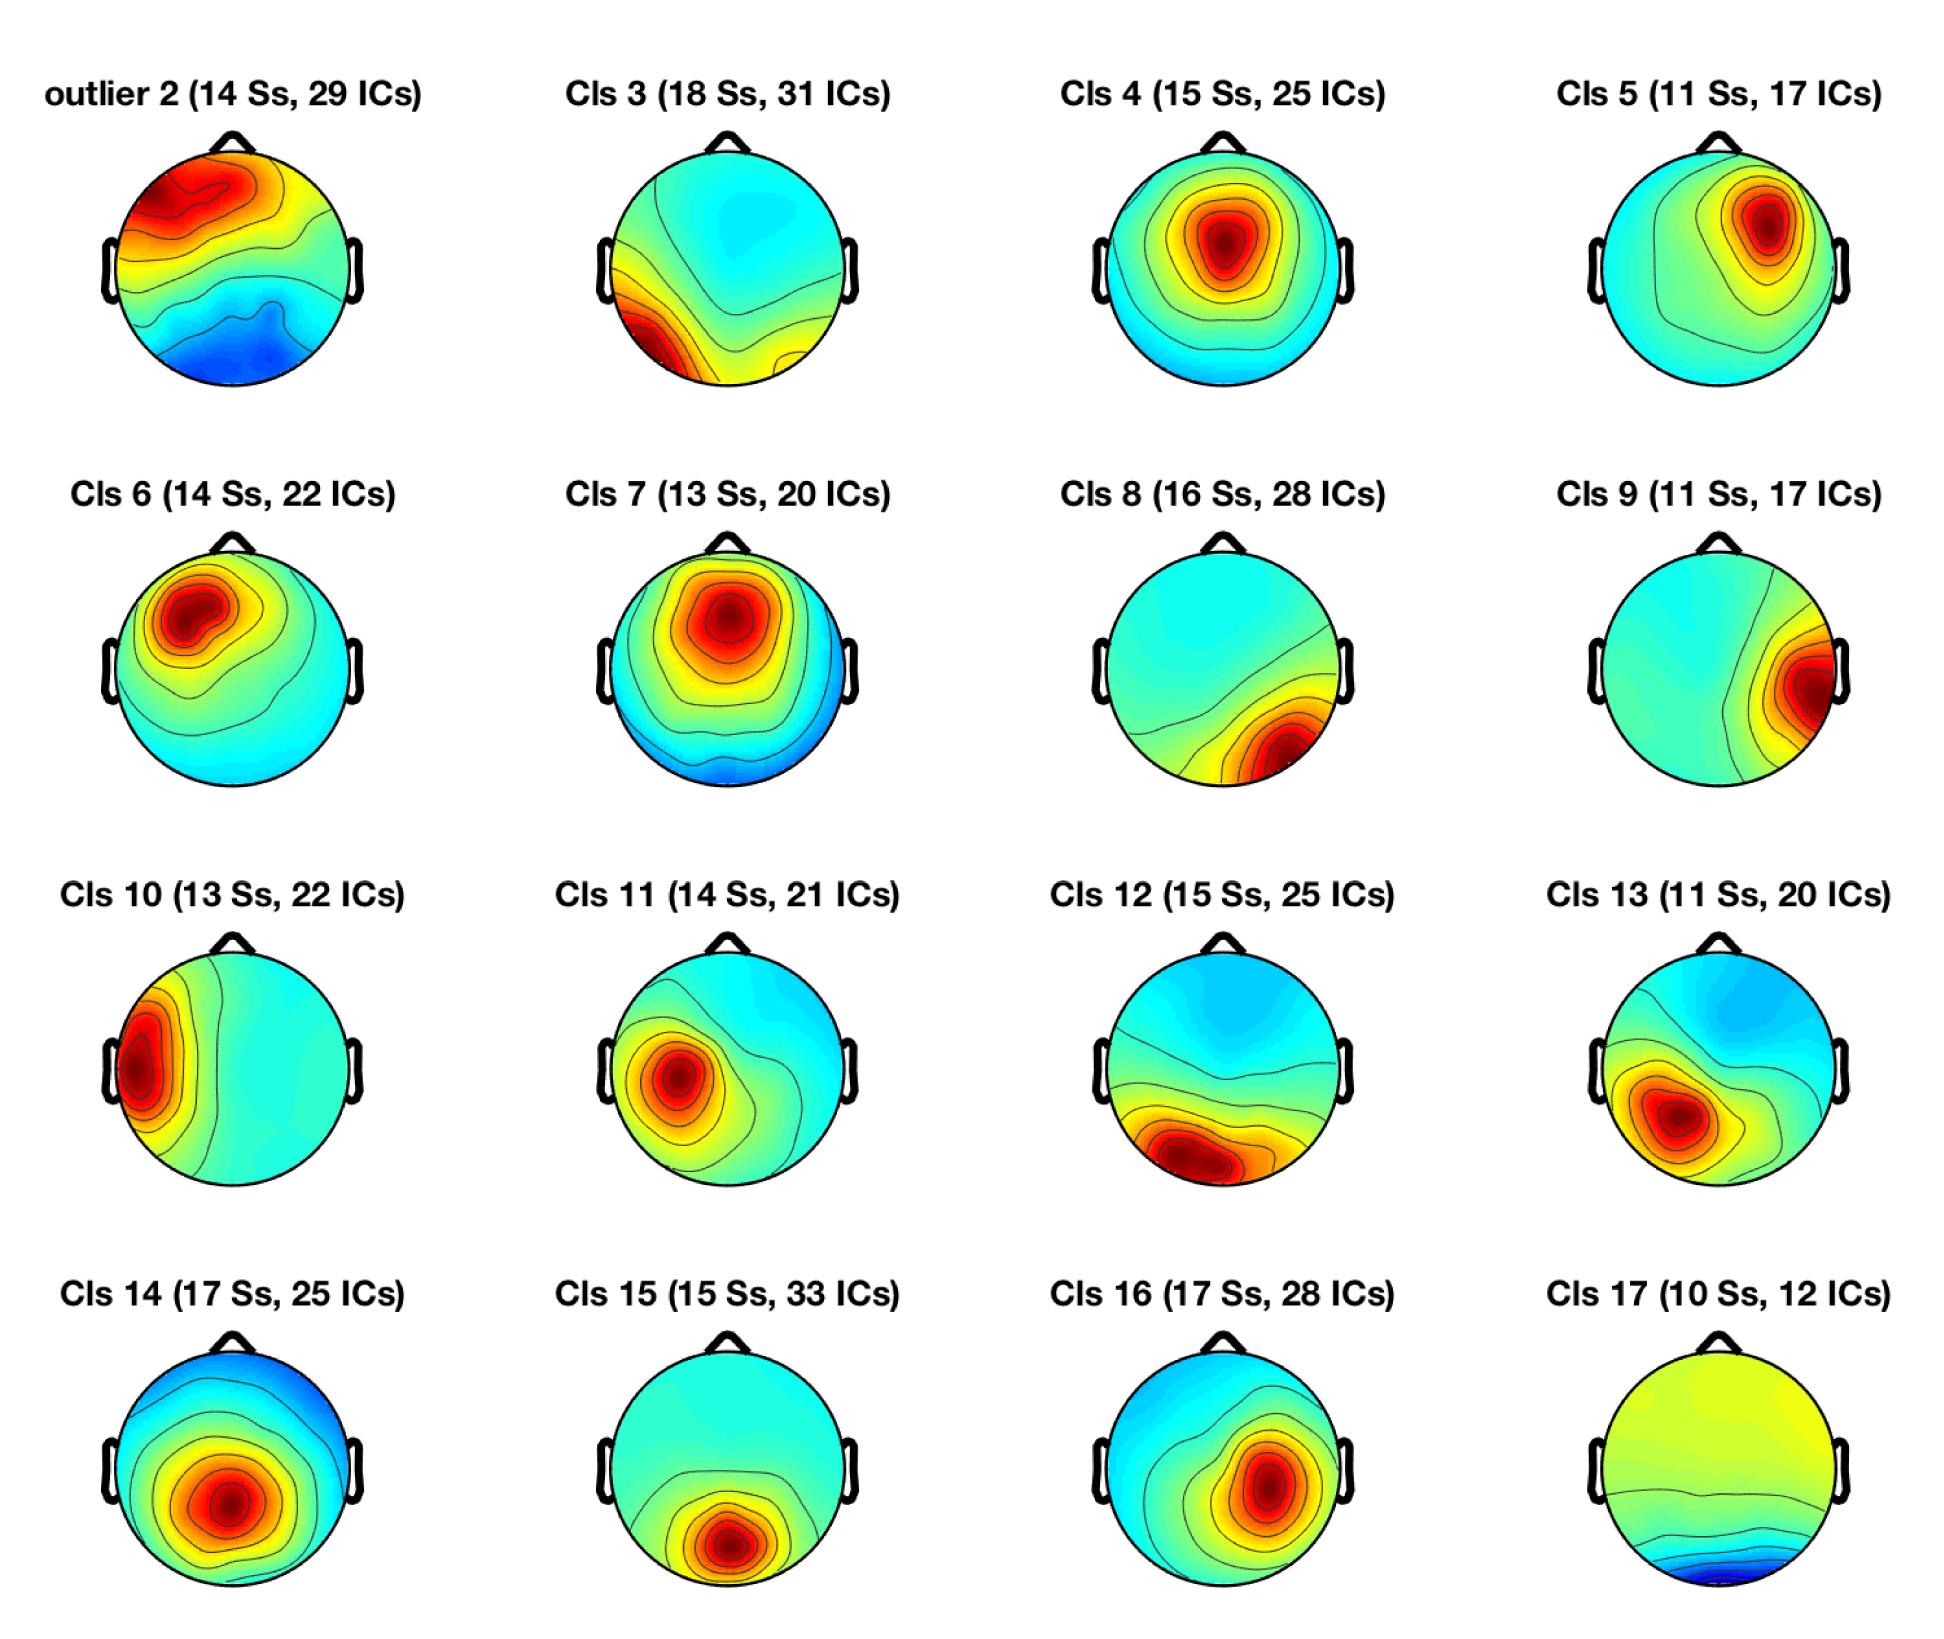 outlier 2 (14 Ss, 29 ICs)
Cls 3 (18 Ss, 31 ICs)
Cls 4 (15 Ss, 25 ICs)
Cls 5 (11 Ss, 17 ICs)
Cls 6 (14 Ss, 22 ICs)
Cls 7 (13 Ss, 20 ICs)
Cls 8 (16 Ss, 28 ICs)
Cls 9 (11 Ss, 17 ICs)
Cls 10 (13 Ss, 22 ICs)
Cls 11 (14 Ss, 21 ICs)
Cls 12 (15 Ss, 25 ICs)
Cls 13 (11 Ss, 20 ICs)
Cls 14 (17 Ss, 25 ICs)
Cls 15 (15 Ss, 33 ICs)
Cls 16 (17 Ss, 28 ICs)
Cls 17 (10 Ss, 12 ICs)